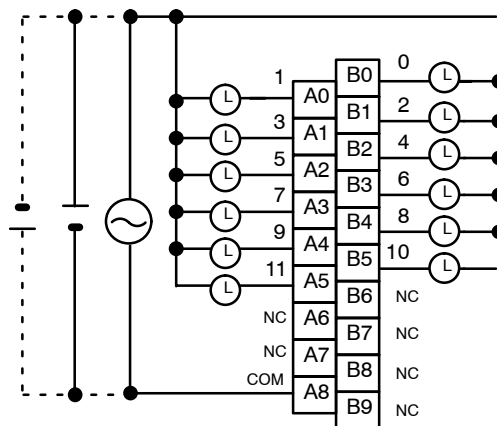 B0 0 L
1 L A0
B1 2 L
3 L A1
B2 4 L
5 L A2
B3 6 L
7 L A3
B4 8 L
9 L A4
B5 10 L
11 L A5
B6 NC
NC A6
B7 NC
NC A7
B8 NC
COM A8
B9 NC